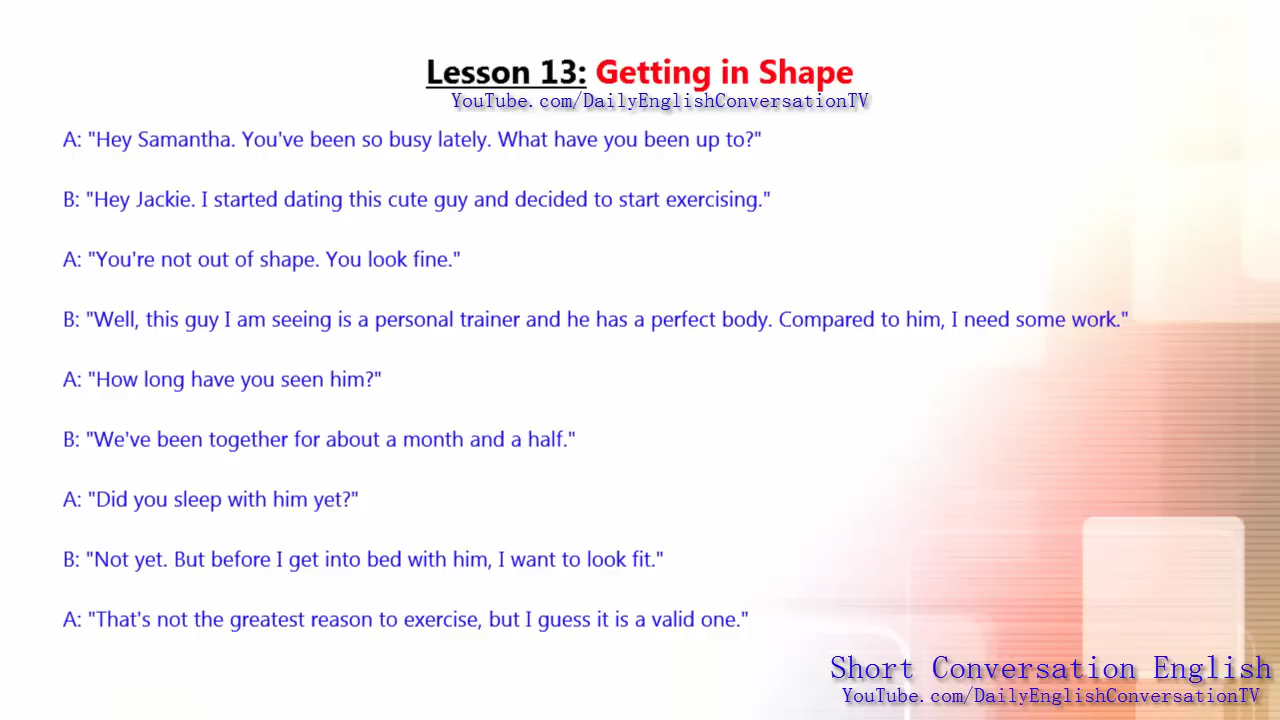 Lesson 13: Getting in Shape
YouTube.com/DailyEnglishConversationTV
A: "Hey Samantha. You've been so busy lately. What have you been up to?"
B: "Hey Jackie. I started dating this cute guy and decided to start exercising."
A: "You're not out of shape. You look fine."
B: "Well, this guy I am seeing is a personal trainer and he has a perfect body. Compared to him, I need some work."
A: "How long have you seen him?"
B: "We've been together for about a month and a half."
A: "Did you sleep with him yet?"
B: "Not yet. But before I get into bed with him, I want to look fit."
A: "That's not the greatest reason to exercise, but I guess it is a valid one."
Short Conversation English
YouTube.com/DailyEnglishConversationTV